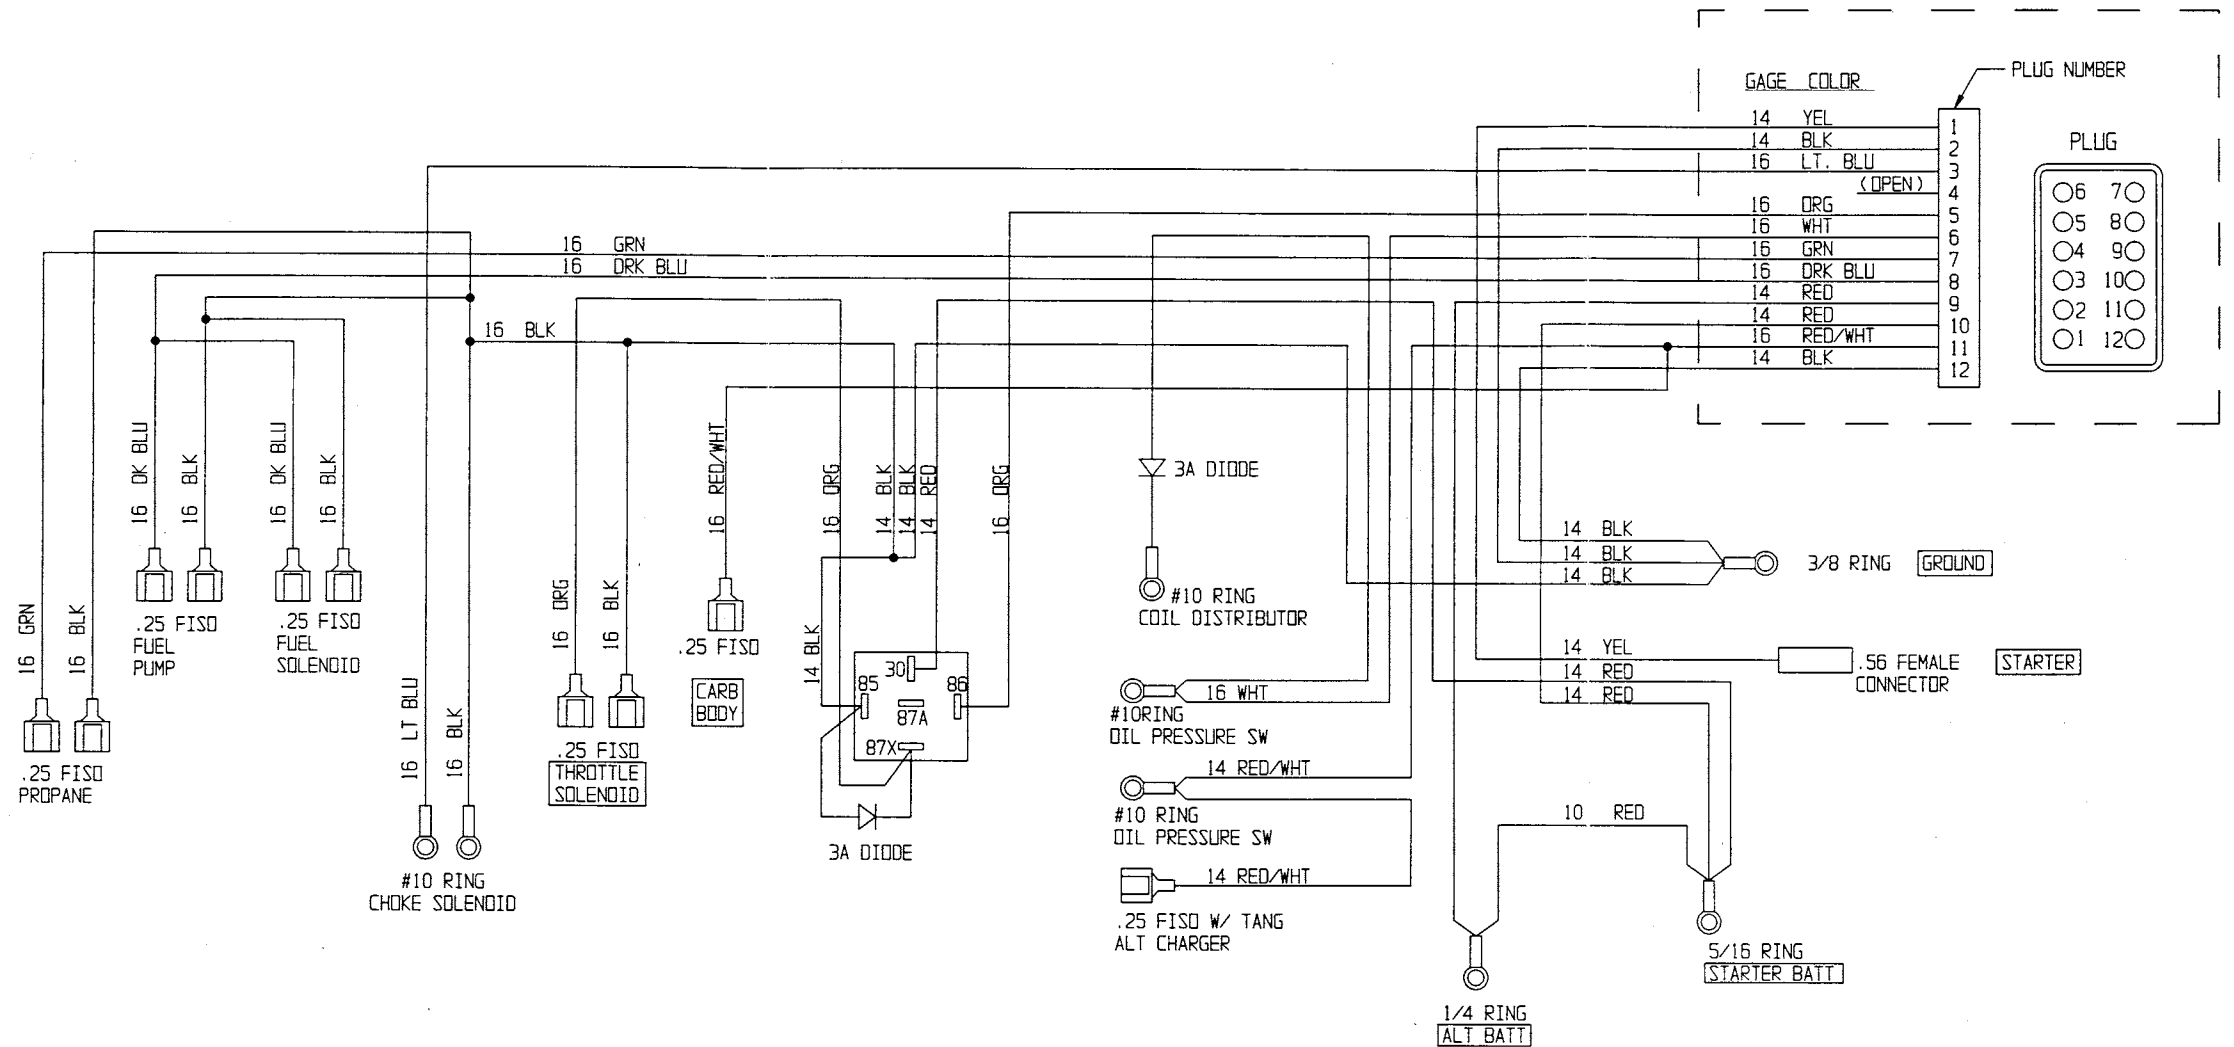 PLUG NUMBER
GAGE COLOR
14 YEL
14 BLK
16 LT. BLU
(OPEN)
16 ORG
16 WHT
16 GRN
16 DRK BLU
14 RED
14 RED
16 RED/WHT
14 BLK
1
2
3
4
5
6
7
8
9
10
11
12
PLUG
6 7
5 8
4 9
3 10
2 11
1 12
16 GRN
16 DRK BLU
16 BLK
16 DK BLU
16 BLK
16 DK BLU
16 BLK
16 RED/WHT
16 ORG
14 BLK
14 BLK
14 RED
16 ORG
3A DIODE
#10 RING
COIL DISTRIBUTOR
14 BLK
14 BLK
14 BLK
3/8 RING
GROUND
.25 FISO
FUEL
PUMP
.25 FISO
FUEL
SOLENOID
16 GRN
16 BLK
16 ORG
16 BLK
.25 FISO
CARB
BODY
14 BLK
30
85
86
87A
87X
14 YEL
14 RED
14 RED
.56 FEMALE
CONNECTOR
STARTER
16 WHT
#10RING
OIL PRESSURE SW
16 LT BLU
16 BLK
.25 FISO
PROPANE
.25 FISO
THROTTLE
SOLENOID
14 RED/WHT
#10 RING
OIL PRESSURE SW
10 RED
3A DIODE
#10 RING
CHOKE SOLENOID
14 RED/WHT
.25 FISO W/ TANG
ALT CHARGER
5/16 RING
STARTER BATT
1/4 RING
ALT BATT